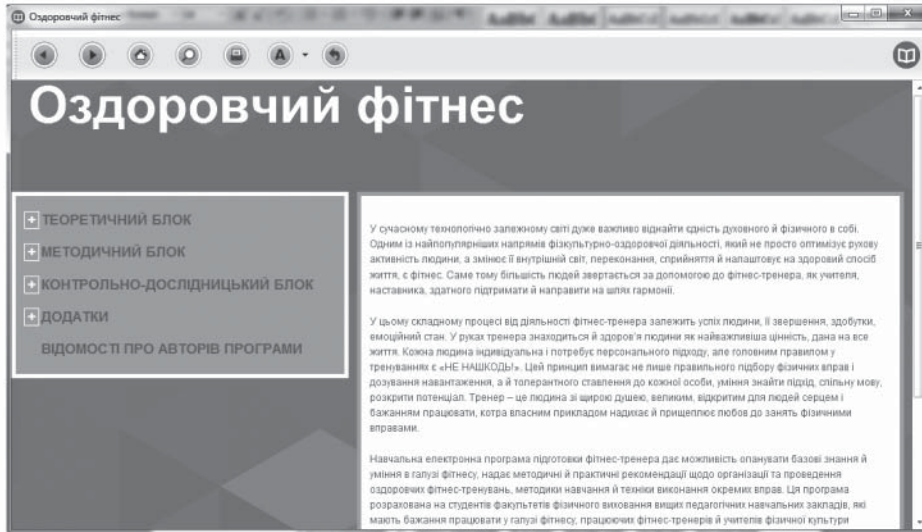 Оздоровчий фітнес
A
Оздоровчий фітнес
ТЕОРЕТИЧНИЙ БЛОК
МЕТОДИЧНИЙ БЛОК
КОНТРОЛЬНО-ДОСЛІДНИЦЬКИЙ БЛОК
ДОДАТКИ
ВІДОМОСТІ ПРО АВТОРІВ ПРОГРАМИ
У сучасному технологічно залежному світі дуже важливо віднайти єдність духовного й фізичного в собі.
Одним із найпопулярніших напрямів фізкультурно-оздоровчої діяльності, який не просто оптимізує рухову
активність людини, а змінює її внутрішній світ, переконання, сприйняття й налаштовує на здоровий спосіб
життя, є фітнес. Саме тому більшість людей звертається за допомогою до фітнес-тренера, як учителя,
наставника, здатного підтримати й направити на шлях гармонії.
У цьому складному процесі від діяльності фітнес-тренера залежить успіх людини, її звершення, здобутки,
емоційний стан. У руках тренера знаходиться й здоров'я людини як найважливіша цінність, дана на все
життя. Кожна людина індивідуальна і потребує персонального підходу, але головним правилом у
тренуваннях є «НЕ НАШКОДЬ!». Цей принцип вимагає не лише правильного підбору фізичних вправ і
дозування навантаження, а й толерантного ставлення до кожної особи, уміння знайти підхід, спільну мову,
розкрити потенціал. Тренер – це людина зі щирою душею, великим, відкритим для людей серцем і
бажанням працювати, котра власним прикладом надихає й прищеплює любов до занять фізичними
вправами.
Навчальна електронна програма підготовки фітнес-тренера дає можливість опанувати базові знання й
уміння в галузі фітнесу, надає методичні й практичні рекомендації щодо організації та проведення
оздоровчих фітнес-тренувань, методики навчання й техніки виконання окремих вправ. Ця програма
розрахована на студентів факультетів фізичного виховання вищих педагогічних навчальних закладів, які
мають бажання працювати у галузі фітнесу, працюючих фітнес-тренерів й учителів фізичної культури